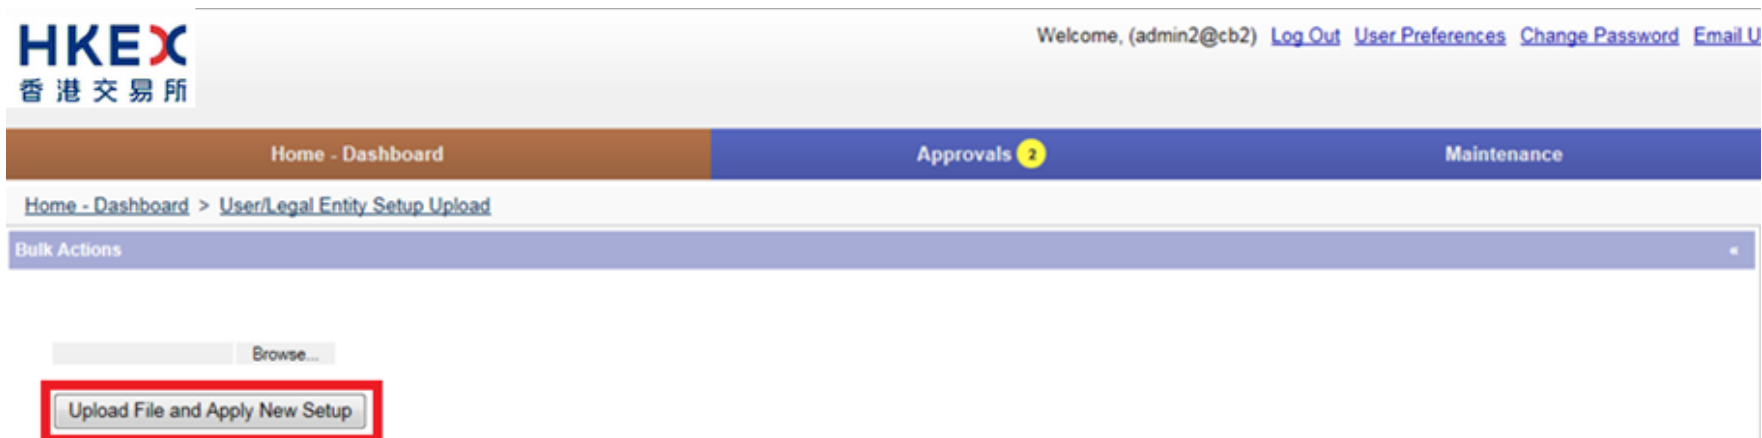 HKEX
香港交易所
Welcome, (admin2@cb2) Log Out User Preferences Change Password Email U
Home - Dashboard Approvals 2 Maintenance
Home - Dashboard > User/Legal Entity Setup Upload
Bulk Actions «
Browse...
Upload File and Apply New Setup